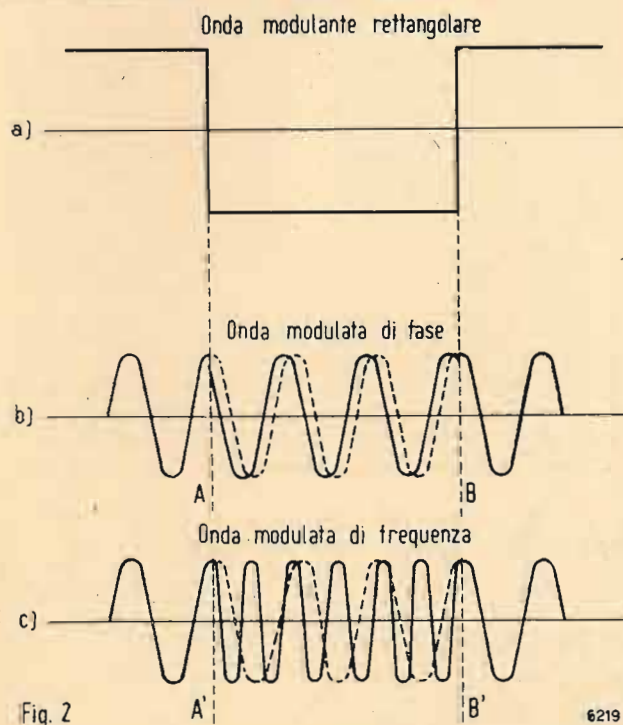 Onda modulante rettangolare
a)
Onda modulata di fase
b)
A B
Onda modulata di frequenza
c)
A' B'
Fig. 2 6219